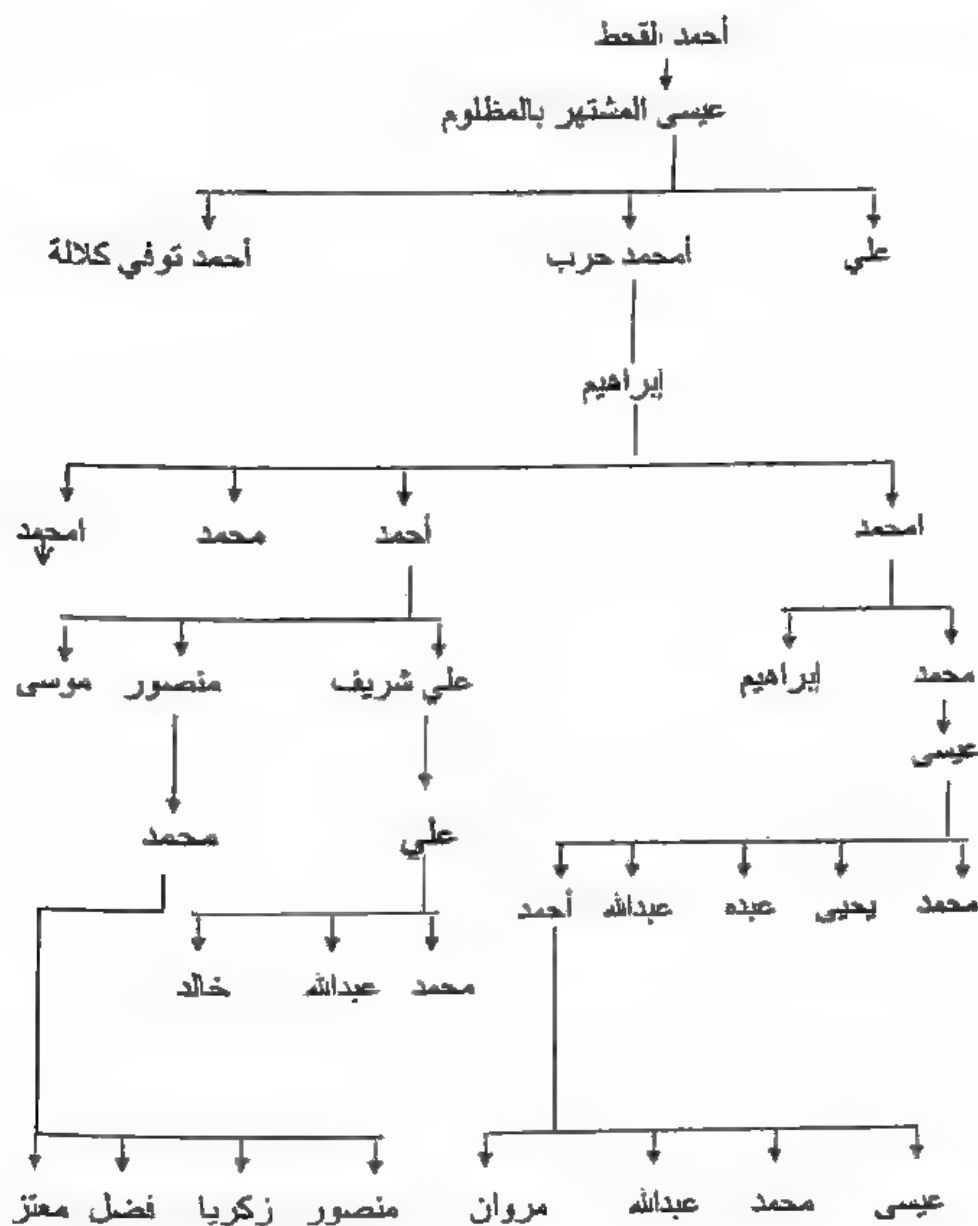 أحمد القحط
عيسى المشتهر بالمظلوم
علي أمحمد حرب أحمد توفي كلالة
إبراهيم
امحمد أحمد محمد امحمد
محمد إبراهيم علي شريف منصور موسى
عيسى
علي محمد
محمد يحيى عبده عبدالله أحمد
محمد عبدالله خالد
عيسى محمد عبدالله مروان منصور زكريا فضل معتز